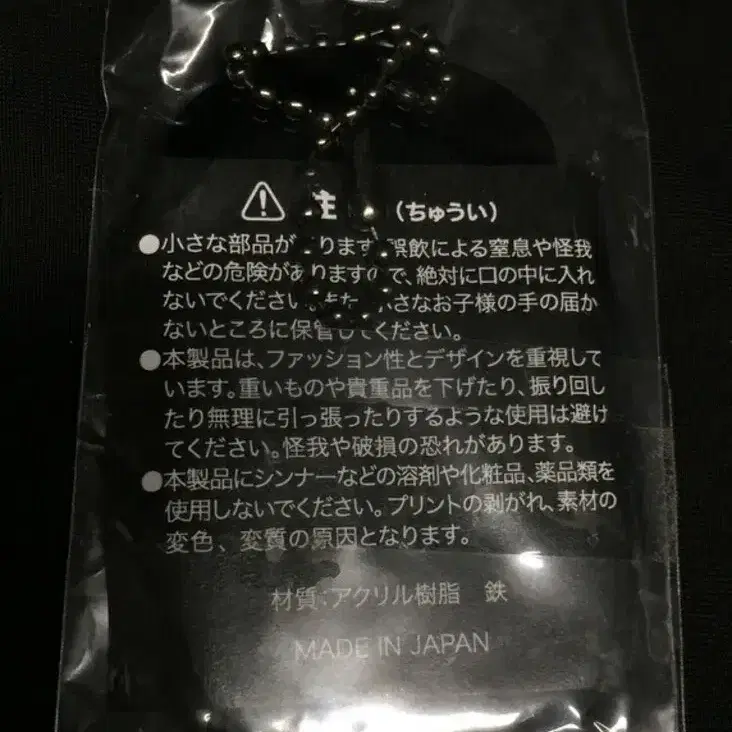 注（ちゅうい）
●小さな部品があります。誤飲による窒息や怪我
などの危険がありますので、絶対に口の中に入れ
ないでください。また、小さなお子様の手の届か
ないところに保管してください。
●本製品は、ファッション性とデザインを重視して
います。重いものや貴重品を下げたり、振り回し
たり無理に引っ張ったりするような使用は避け
てください。怪我や破損の恐れがあります。
●本製品にシンナーなどの溶剤や化粧品、薬品類を
使用しないでください。プリントの剥がれ、素材の
変色、変質の原因となります。
材質:アクリル樹脂 鉄
MADE IN JAPAN